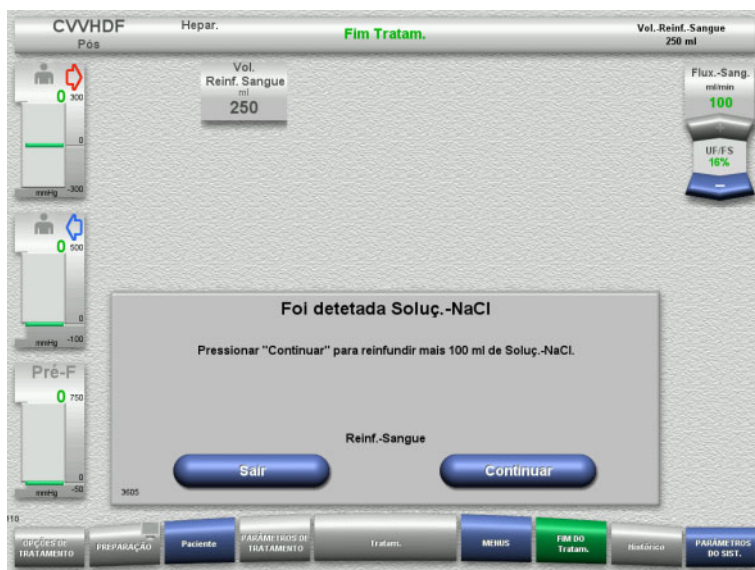 CVVHDF
Pós
Hepar.
Fim Tratam.
Vol.-Reinf.-Sangue
250 ml
0
300
0
mmHg
-300
Vol.
Reinf. Sangue
ml
250
Flux.-Sang.
ml/min
100
+
UF/FS
16%
−
0
500
0
mmHg
-100
Pré-F
0
750
0
mmHg
-50
Foi detetada Soluç.-NaCl
Pressionar "Continuar" para reinfundir mais 100 ml de Soluç.-NaCl.
Reinf.-Sangue
Sair
Continuar
3605
110
OPÇÕES DE
TRATAMENTO
PREPARAÇÃO
Paciente
PARÂMETROS DE
TRATAMENTO
Tratam.
MENUS
FIM DO
Tratam.
Histórico
PARÂMETROS
DO SIST.